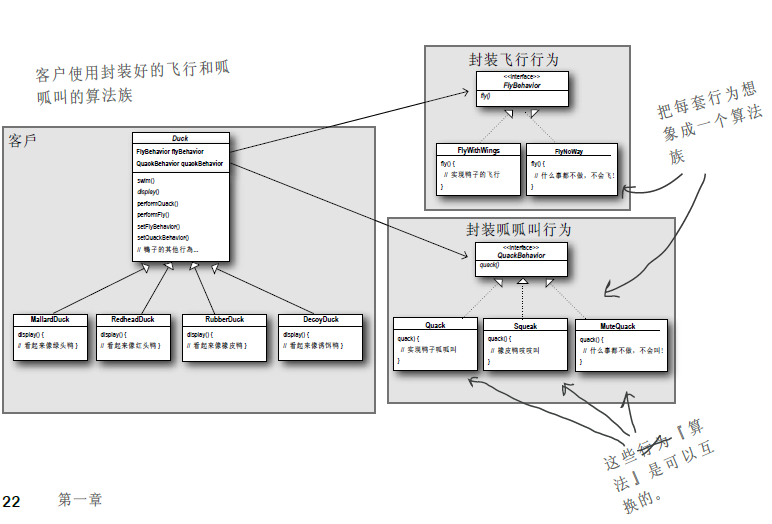 客户使用封装好的飞行和呱
呱叫的算法族
客戶
Duck
FlyBehavior flyBehavior
QuackBehavior quackBehavior
swim()
display()
performQuack()
performFly()
setFlyBehavior()
setQuackBehavior()
// 鴨子的其他行為...
MallardDuck
display() {
// 看起来像绿头鸭 }
RedheadDuck
display() {
// 看起来像红头鸭 }
RubberDuck
display() {
// 看起来像橡皮鸭 }
DecoyDuck
display() {
// 看起来像诱饵鸭 }
封装飞行行为
<<interface>>
FlyBehavior
fly()
FlyWithWings
fly() {
// 实现鸭子的飞行
}
FlyNoWay
fly() {
// 什么事都不做，不会飞！
}
把每套行为想
象成一个算法
族
封装呱呱叫行为
<<interface>>
QuackBehavior
quack()
Quack
quack() {
// 实现鸭子呱呱叫
}
Squeak
quack() {
// 橡皮鸭吱吱叫
}
MuteQuack
quack() {
// 什么事都不做，不会叫！
}
这些行为『算
法』是可以互
换的。
22 第一章